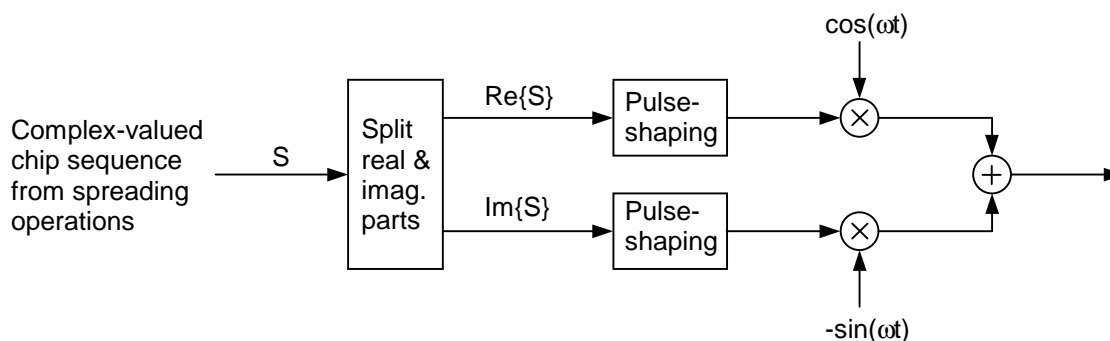 cos(ωt)
Complex-valued
chip sequence
from spreading
operations
S
Split
real &
imag.
parts
Re{S}
Im{S}
Pulse-
shaping
Pulse-
shaping
-sin(ωt)